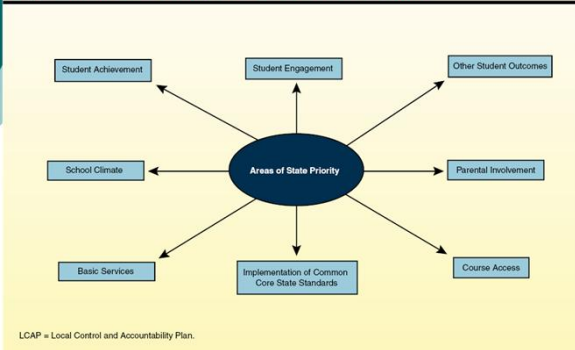 Student Achievement
Student Engagement
Other Student Outcomes
School Climate
Areas of State Priority
Parental Involvement
Basic Services
Implementation of Common
Core State Standards
Course Access
LCAP = Local Control and Accountability Plan.